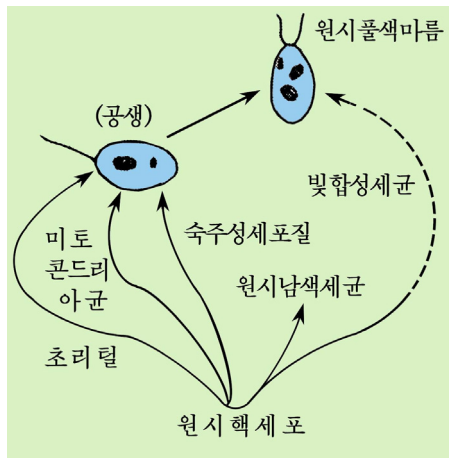 원시풀색마름
(공생)
빛합성세균
미토
콘드리
아균
숙주성세포질
원시남색세균
초리털
원시핵세포